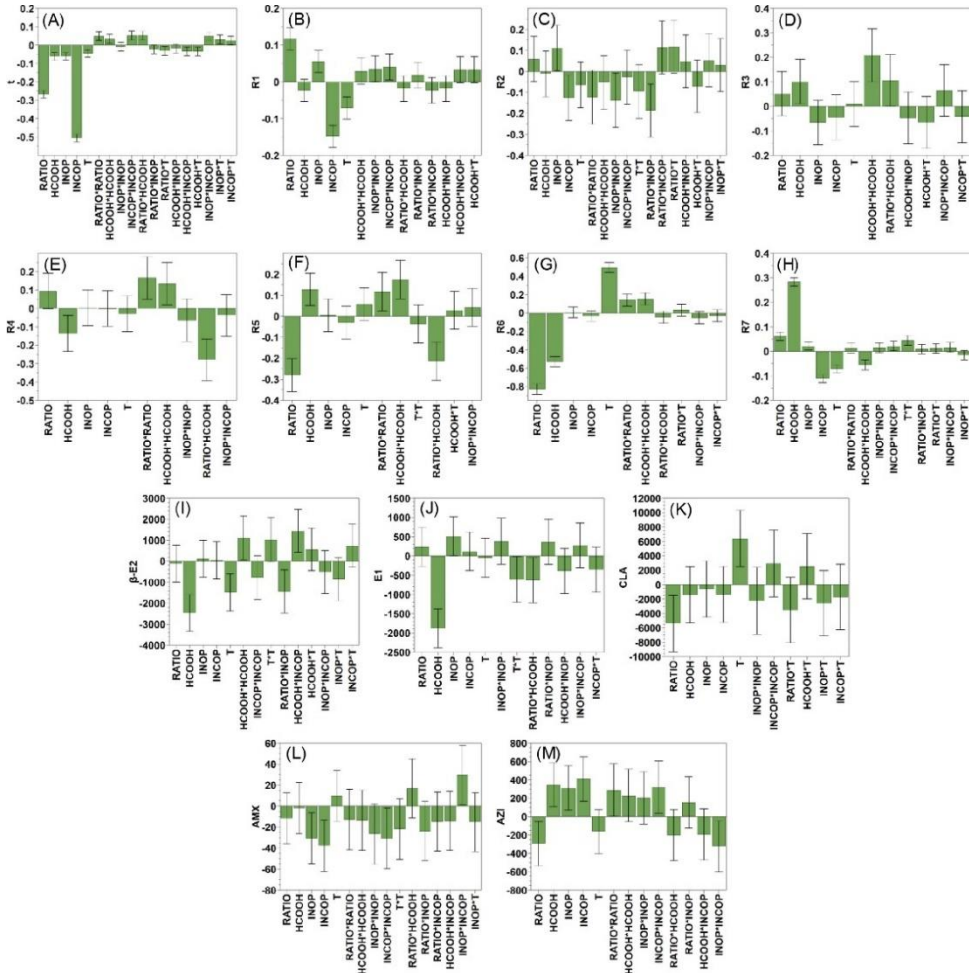 (A)
t
0.2
0.1
0
-0.1
-0.2
-0.3
-0.4
-0.5
RATIO
HCOOH
INOP
INCOP
T
RATIO*RATIO
HCOOH*HCOOH
INOP*INOP
INCOP*INCOP
RATIO*HCOOH
RATIO*INOP
RATIO*T
HCOOH*INOP
HCOOH*INCOP
HCOOH*T
INOP*INCOP
INOP*T
INCOP*T
(B)
R1
0.2
0.1
0
-0.1
-0.2
RATIO
HCOOH
INOP
INCOP
T
HCOOH*HCOOH
INOP*INOP
INCOP*INCOP
RATIO*HCOOH
RATIO*INOP
RATIO*INCOP
HCOOH*INOP
HCOOH*INCOP
HCOOH*T
(C)
R2
0.3
0.2
0.1
0
-0.1
-0.2
-0.3
-0.4
RATIO
HCOOH
INOP
INCOP
T
RATIO*RATIO
HCOOH*HCOOH
INOP*INOP
INCOP*INCOP
T*T
RATIO*INOP
HCOOH*INOP
HCOOH*T
INOP*INCOP
INOP*T
(D)
R3
0.4
0.3
0.2
0.1
0
-0.1
-0.2
RATIO
HCOOH
INOP
INCOP
T
HCOOH*HCOOH
RATIO*HCOOH
HCOOH*INOP
HCOOH*T
INOP*INCOP
INCOP*T
(E)
R4
0.2
0.1
0
-0.1
-0.2
-0.3
-0.4
-0.5
RATIO
HCOOH
INOP
INCOP
T
RATIO*RATIO
HCOOH*HCOOH
INOP*INOP
RATIO*HCOOH
INOP*INCOP
(F)
R5
0.2
0.1
0
-0.1
-0.2
-0.3
-0.4
RATIO
HCOOH
INOP
INCOP
T
RATIO*RATIO
HCOOH*HCOOH
T*T
RATIO*HCOOH
HCOOH*T
INOP*INCOP
(G)
R6
0.6
0.4
0.2
0
-0.2
-0.4
-0.6
-0.8
RATIO
HCOOH
INOP
INCOP
T
RATIO*RATIO
HCOOH*HCOOH
RATIO*HCOOH
RATIO*T
INOP*INCOP
INCOP*T
(H)
R7
0.4
0.3
0.2
0.1
0
-0.1
-0.2
RATIO
HCOOH
INOP
INCOP
T
RATIO*RATIO
HCOOH*HCOOH
INOP*INOP
INCOP*INCOP
T*T
RATIO*INOP
RATIO*T
INOP*INCOP
INOP*T
(I)
β-E2
3000
2000
1000
0
-1000
-2000
-3000
-4000
RATIO
HCOOH
INOP
INCOP
T
HCOOH*HCOOH
INCOP*INCOP
T*T
RATIO*INOP
HCOOH*INCOP
HCOOH*T
INOP*INCOP
INOP*T
INCOP*T
(J)
E1
1500
1000
500
0
-500
-1000
-1500
-2000
-2500
RATIO
HCOOH
INOP
INCOP
T
INOP*INOP
T*T
RATIO*HCOOH
RATIO*INOP
HCOOH*INOP
INOP*INCOP
INCOP*T
(K)
CLA
12000
10000
8000
6000
4000
2000
0
-2000
-4000
-6000
-8000
-10000
RATIO
HCOOH
INOP
INCOP
T
INOP*INOP
INCOP*INCOP
RATIO*T
HCOOH*T
INOP*T
INCOP*T
(L)
AMX
60
40
20
0
-20
-40
-60
-80
RATIO
HCOOH
INOP
INCOP
T
RATIO*RATIO
HCOOH*HCOOH
INOP*INOP
INCOP*INCOP
T*T
RATIO*HCOOH
RATIO*INOP
RATIO*INCOP
HCOOH*INCOP
INOP*INCOP
INOP*T
(M)
AZI
800
600
400
200
0
-200
-400
-600
-800
RATIO
HCOOH
INOP
INCOP
T
RATIO*RATIO
HCOOH*HCOOH
INOP*INOP
INCOP*INCOP
RATIO*HCOOH
RATIO*INCOP
HCOOH*INCOP
INOP*INCOP